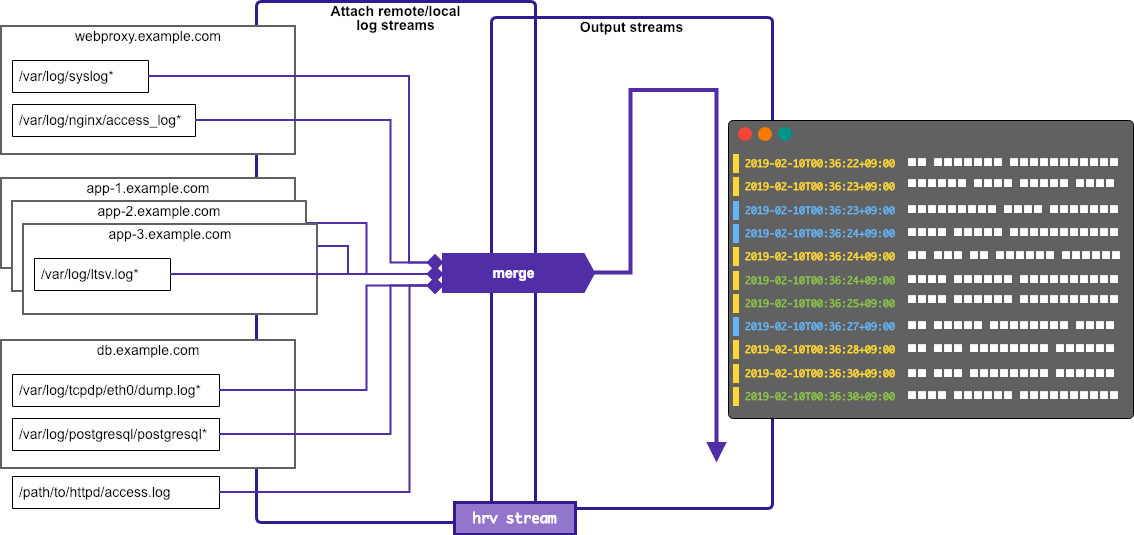 Attach remote/local
log streams
Output streams
webproxy.example.com
/var/log/syslog*
/var/log/nginx/access_log*
app-1.example.com
app-2.example.com
app-3.example.com
/var/log/ltsv.log*
db.example.com
/var/log/tcpdp/eth0/dump.log*
/var/log/postgresql/postgresql*
/path/to/httpd/access.log
merge
hrv stream
2019-02-10T00:36:22+09:00
2019-02-10T00:36:23+09:00
2019-02-10T00:36:23+09:00
2019-02-10T00:36:24+09:00
2019-02-10T00:36:24+09:00
2019-02-10T00:36:24+09:00
2019-02-10T00:36:25+09:00
2019-02-10T00:36:27+09:00
2019-02-10T00:36:28+09:00
2019-02-10T00:36:30+09:00
2019-02-10T00:36:30+09:00